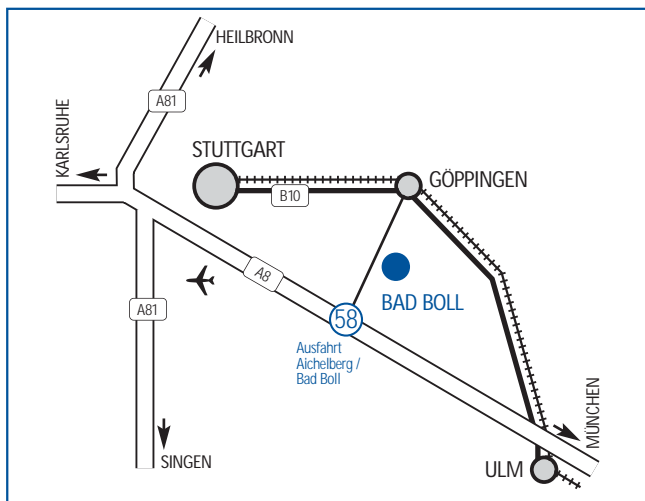 HEILBRONN
A81
KARLSRUHE
STUTTGART
GÖPPINGEN
B10
A8
BAD BOLL
A81
58
Ausfahrt
Aichelberg /
Bad Boll
MÜNCHEN
SINGEN
ULM